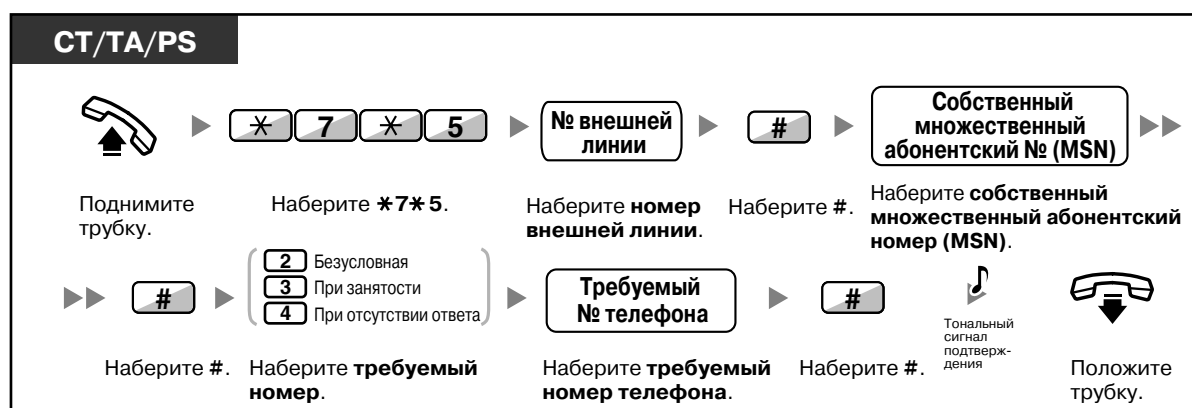 CT/TA/PS
✱ 7 ✱ 5
№ внешней
линии
#
Собственный
множественный
абонентский № (MSN)
Поднимите
трубку.
Наберите ✱7✱5.
Наберите номер
внешней линии.
Наберите #.
Наберите собственный
множественный абонентский
номер (MSN).
#
2 Безусловная
3 При занятости
4 При отсутствии ответа
Требуемый
№ телефона
#
Тональный
сигнал
подтверж-
дения
Наберите #.
Наберите требуемый
номер.
Наберите требуемый
номер телефона.
Наберите #.
Положите
трубку.